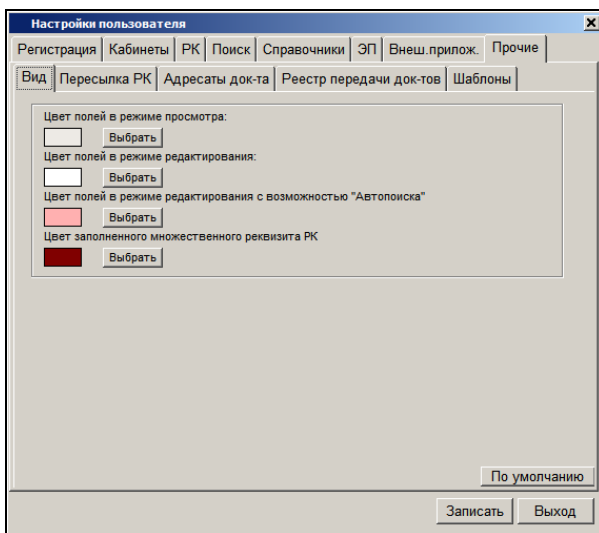 Настройки пользователя
Регистрация Кабинеты РК Поиск Справочники ЭП Внеш.прилож. Прочие
Вид Пересылка РК Адресаты док-та Реестр передачи док-тов Шаблоны
Цвет полей в режиме просмотра:
Выбрать
Цвет полей в режиме редактирования:
Выбрать
Цвет полей в режиме редактирования с возможностью "Автопоиска"
Выбрать
Цвет заполненного множественного реквизита РК
Выбрать
По умолчанию
Записать Выход